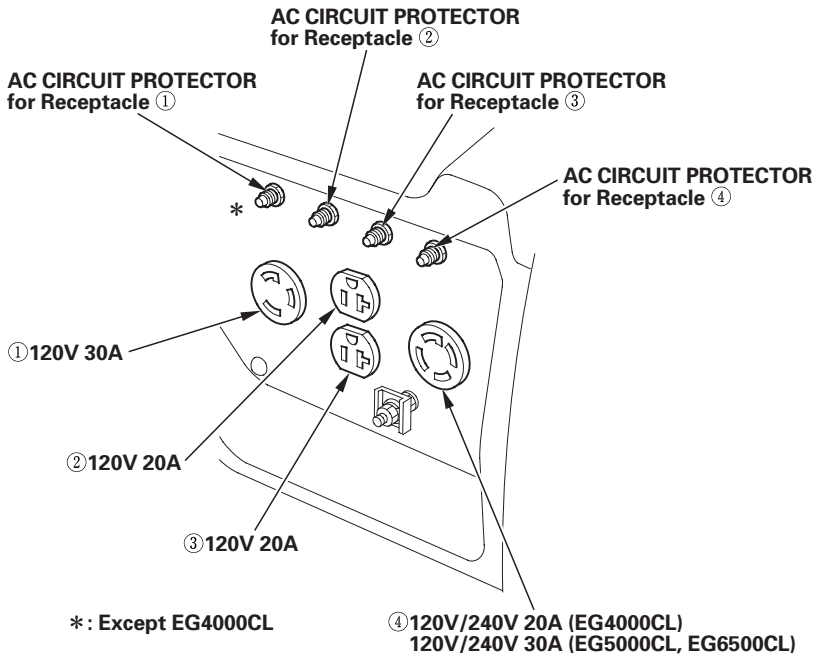 AC CIRCUIT PROTECTOR
for Receptacle ②
AC CIRCUIT PROTECTOR
for Receptacle ①
AC CIRCUIT PROTECTOR
for Receptacle ③
AC CIRCUIT PROTECTOR
for Receptacle ④
*
①120V 30A
②120V 20A
③120V 20A
*: Except EG4000CL
④120V/240V 20A (EG4000CL)
120V/240V 30A (EG5000CL, EG6500CL)